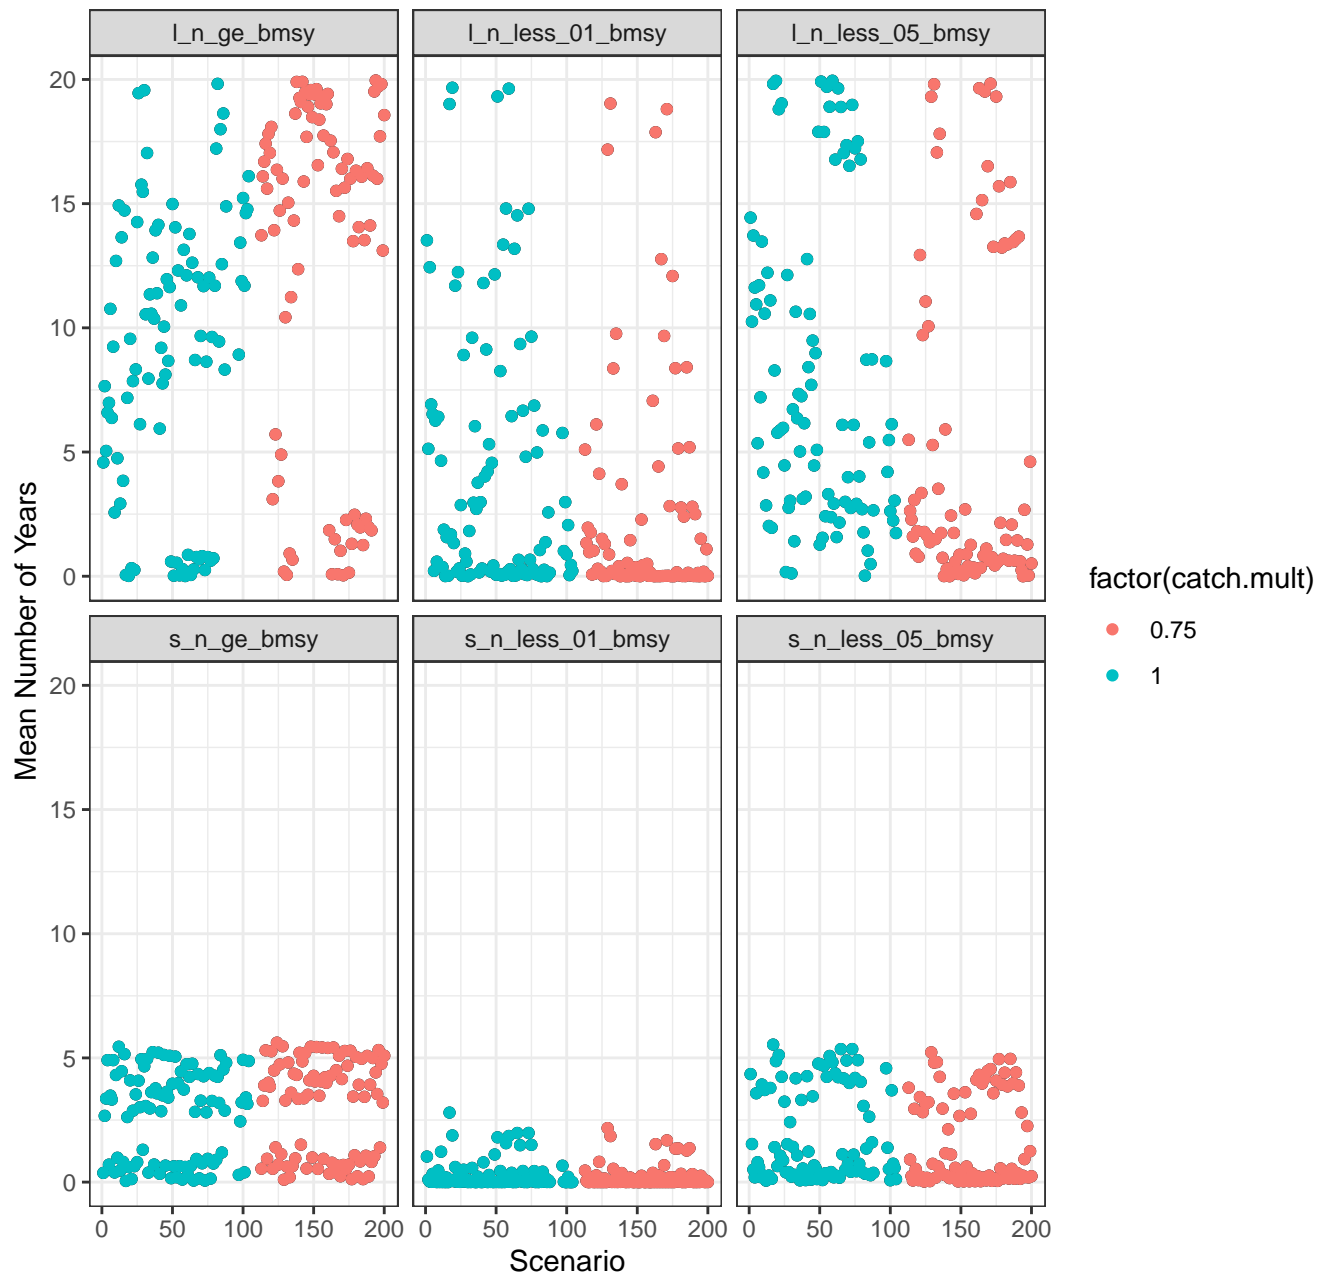 l_n_ge_bmsy
l_n_less_01_bmsy
l_n_less_05_bmsy
20
15
10
5
0
s_n_ge_bmsy
s_n_less_01_bmsy
s_n_less_05_bmsy
20
15
10
5
0
0 50 100 150 200
0 50 100 150 200
0 50 100 150 200
Scenario
Mean Number of Years
factor(catch.mult)
0.75
1